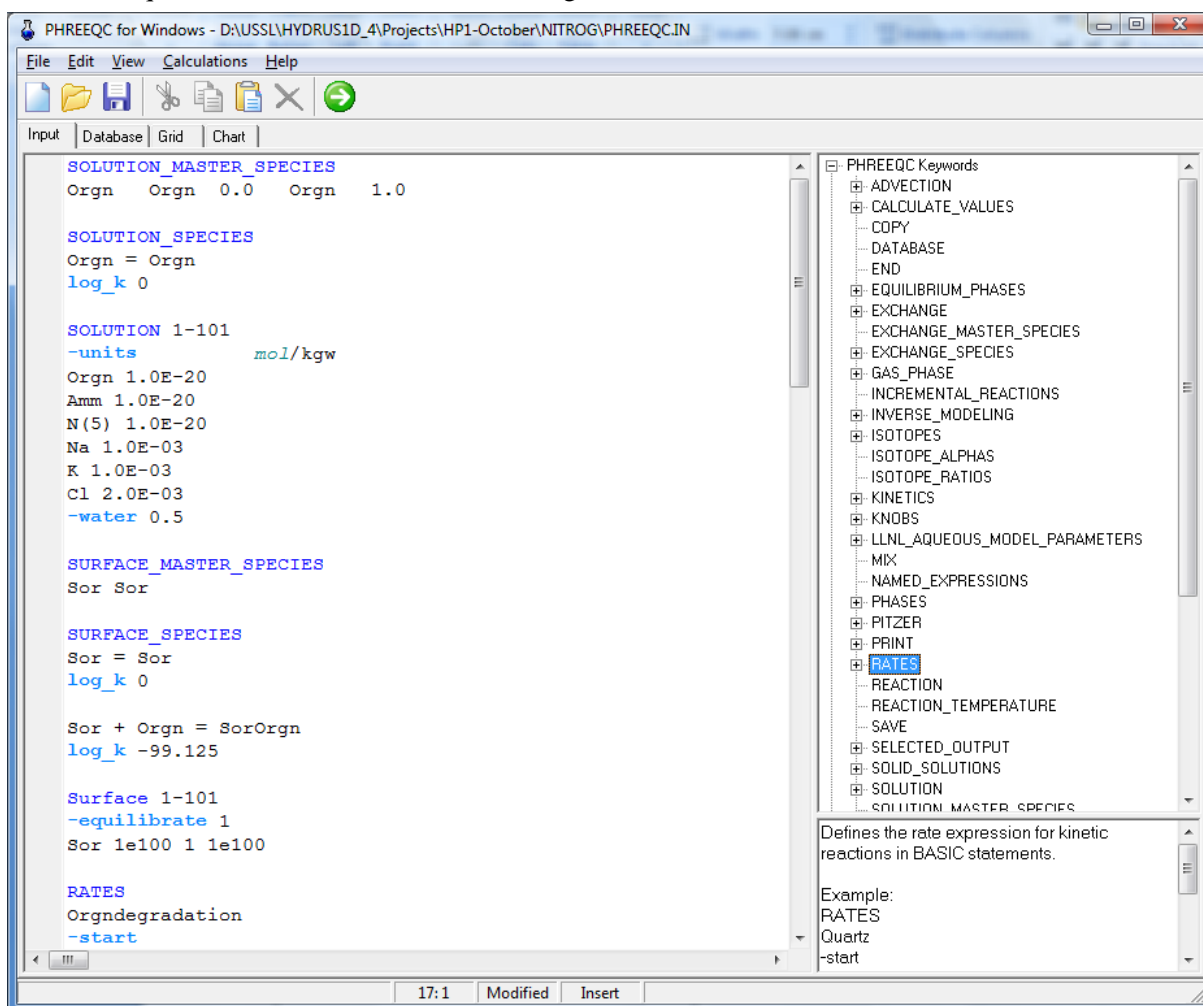 PHREEQC for Windows - D:\USSL\HYDRUS1D_4\Projects\HP1-October\NITROG\PHREEQC.IN
File Edit View Calculations Help
Input Database Grid Chart
SOLUTION_MASTER_SPECIES
Orgn Orgn 0.0 Orgn 1.0
SOLUTION_SPECIES
Orgn = Orgn
log_k 0
SOLUTION 1-101
-units mol/kgw
Orgn 1.0E-20
Amm 1.0E-20
N(5) 1.0E-20
Na 1.0E-03
K 1.0E-03
Cl 2.0E-03
-water 0.5
SURFACE_MASTER_SPECIES
Sor Sor
SURFACE_SPECIES
Sor = Sor
log_k 0
Sor + Orgn = SorOrgn
log_k -99.125
Surface 1-101
-equilibrate 1
Sor 1e100 1 1e100
RATES
Orgndegradation
-start
PHREEQC Keywords
ADVECTION
CALCULATE_VALUES
COPY
DATABASE
END
EQUILIBRIUM_PHASES
EXCHANGE
EXCHANGE_MASTER_SPECIES
EXCHANGE_SPECIES
GAS_PHASE
INCREMENTAL_REACTIONS
INVERSE_MODELING
ISOTOPES
ISOTOPE_ALPHAS
ISOTOPE_RATIOS
KINETICS
KNOBS
LLNL_AQUEOUS_MODEL_PARAMETERS
MIX
NAMED_EXPRESSIONS
PHASES
PITZER
PRINT
RATES
REACTION
REACTION_TEMPERATURE
SAVE
SELECTED_OUTPUT
SOLID_SOLUTIONS
SOLUTION
SOLUTION_MASTER_SPECIES
Defines the rate expression for kinetic
reactions in BASIC statements.
Example:
RATES
Quartz
-start
17:1 Modified Insert